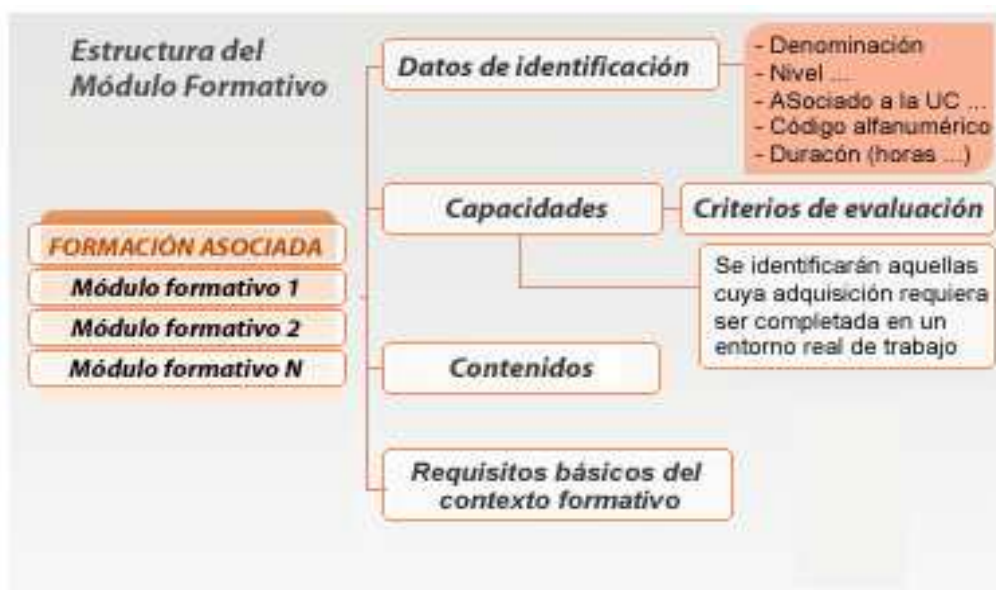 Estructura del
Módulo Formativo
FORMACIÓN ASOCIADA
Módulo formativo 1
Módulo formativo 2
Módulo formativo N
Datos de identificación
- Denominación
- Nivel ...
- ASociado a la UC ...
- Código alfanumérico
- Duracón (horas ...)
Capacidades
Criterios de evaluación
Se identificarán aquellas
cuya adquisición requiera
ser completada en un
entorno real de trabajo
Contenidos
Requisitos básicos del
contexto formativo